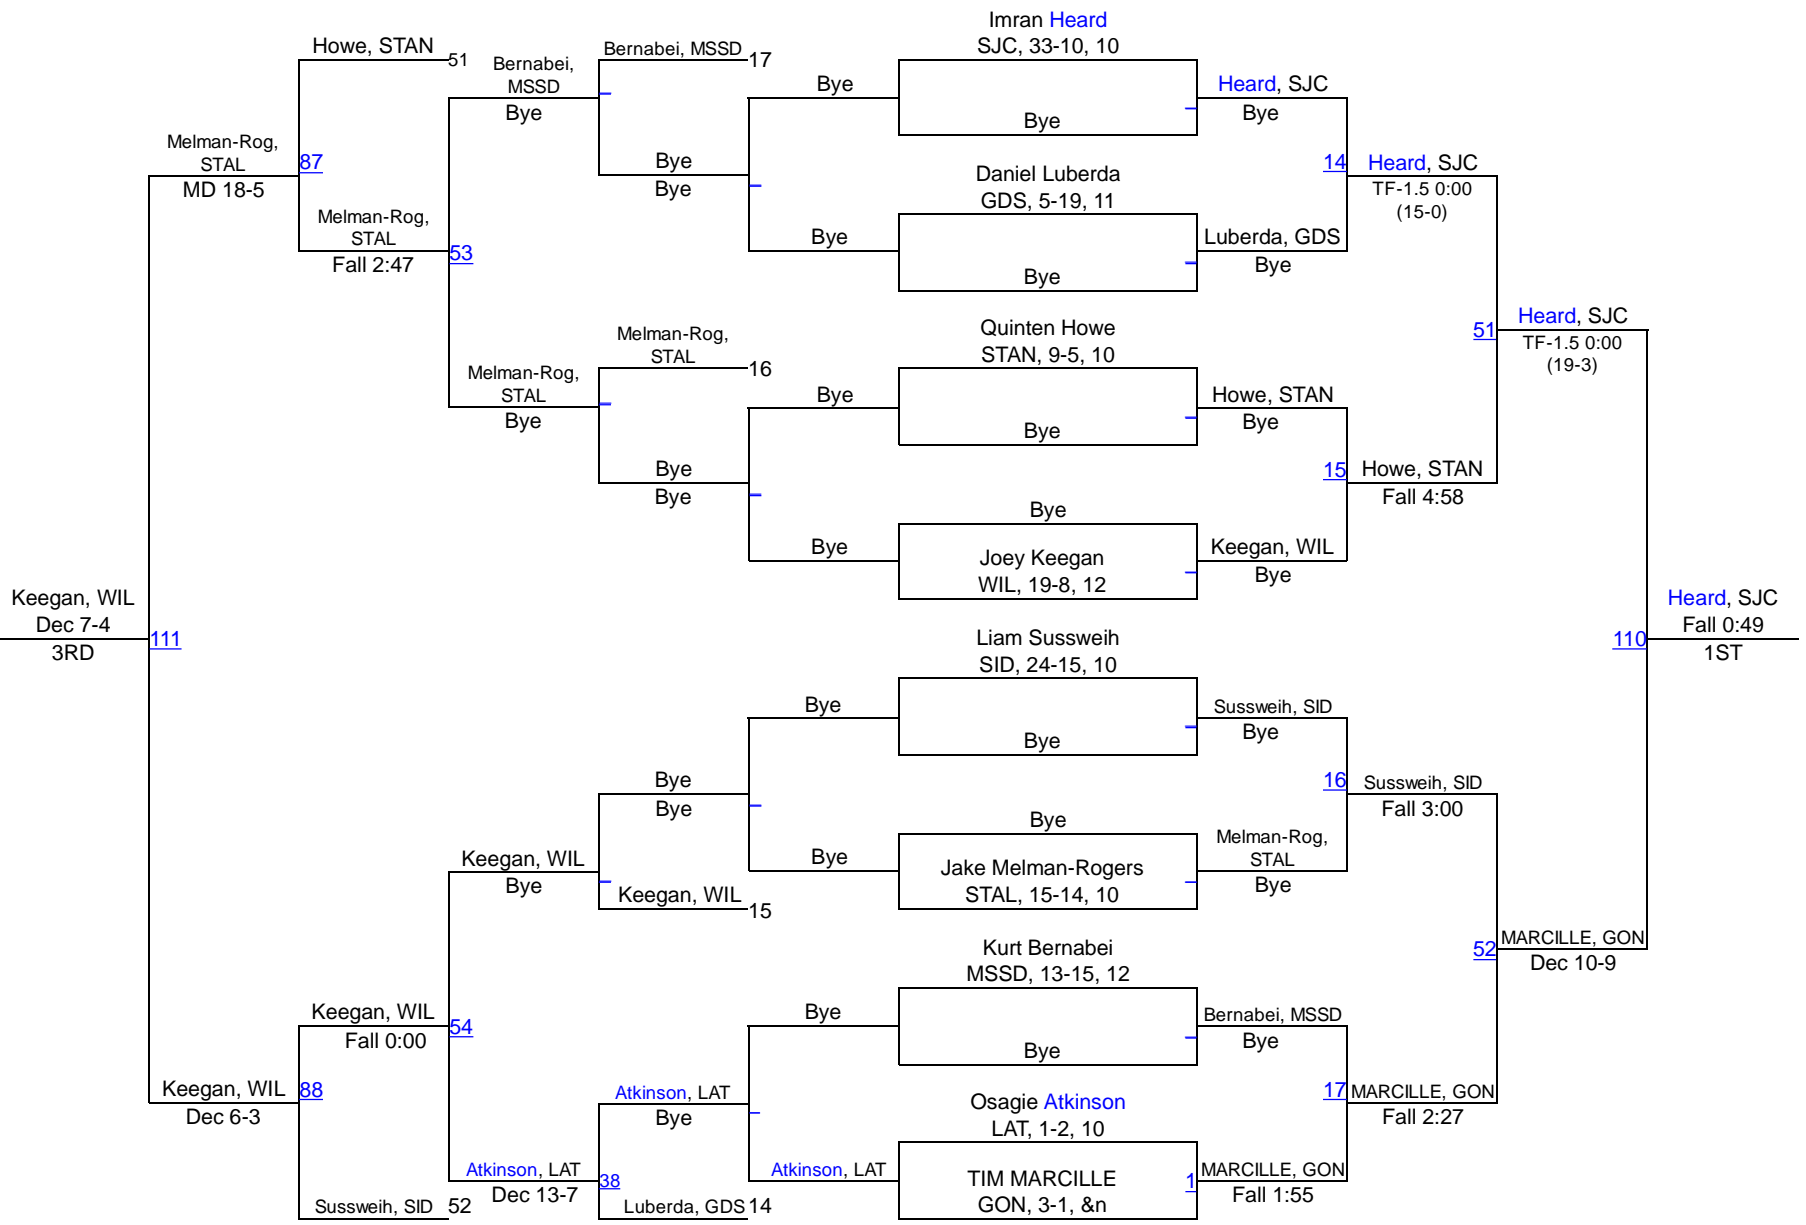 Howe, STAN
51
Melman-Rog,
STAL
MD 18-5
87
Melman-Rog,
STAL
Fall 2:47
Bernabei,
MSSD
Bye
53
Melman-Rog,
STAL
Bye
Bernabei, MSSD
17
Bye
Bye
Melman-Rog,
STAL
16
Bye
Bye
Bye
Bye
Bye
Bye
Imran Heard
SJC, 33-10, 10
Bye
Daniel Luberda
GDS, 5-19, 11
Bye
Quinten Howe
STAN, 9-5, 10
Bye
Bye
Joey Keegan
WIL, 19-8, 12
Heard, SJC
Bye
14
Luberda, GDS
Bye
Howe, STAN
Bye
15
Keegan, WIL
Bye
Heard, SJC
TF-1.5 0:00
(15-0)
51
Howe, STAN
Fall 4:58
Heard, SJC
TF-1.5 0:00
(19-3)
Keegan, WIL
Dec 7-4
3RD
111
110
Heard, SJC
Fall 0:49
1ST
Keegan, WIL
Dec 6-3
88
Keegan, WIL
Fall 0:00
54
Sussweih, SID
52
Keegan, WIL
Bye
Atkinson, LAT
Dec 13-7
38
Bye
Bye
Keegan, WIL
15
Atkinson, LAT
Bye
Luberda, GDS
14
Bye
Bye
Bye
Atkinson, LAT
Liam Sussweih
SID, 24-15, 10
Bye
Bye
Jake Melman-Rogers
STAL, 15-14, 10
Kurt Bernabei
MSSD, 13-15, 12
Bye
Osagie Atkinson
LAT, 1-2, 10
TIM MARCILLE
GON, 3-1, &n
1
Sussweih, SID
Bye
16
Melman-Rog,
STAL
Bye
Bernabei, MSSD
Bye
17
MARCILLE, GON
Fall 1:55
Sussweih, SID
Fall 3:00
52
MARCILLE, GON
Fall 2:27
MARCILLE, GON
Dec 10-9